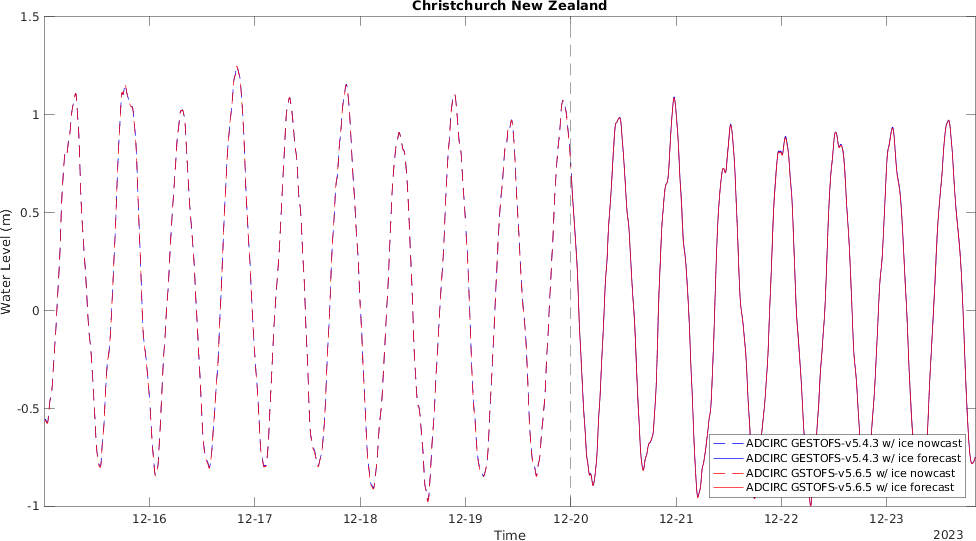 Christchurch New Zealand
1.5
1
0.5
0
-0.5
-1
Water Level (m)
ADCIRC GESTOFS-v5.4.3 w/ ice nowcast
ADCIRC GESTOFS-v5.4.3 w/ ice forecast
ADCIRC GSTOFS-v5.6.5 w/ ice nowcast
ADCIRC GSTOFS-v5.6.5 w/ ice forecast
12-16 12-17 12-18 12-19 12-20 12-21 12-22 12-23
Time
2023